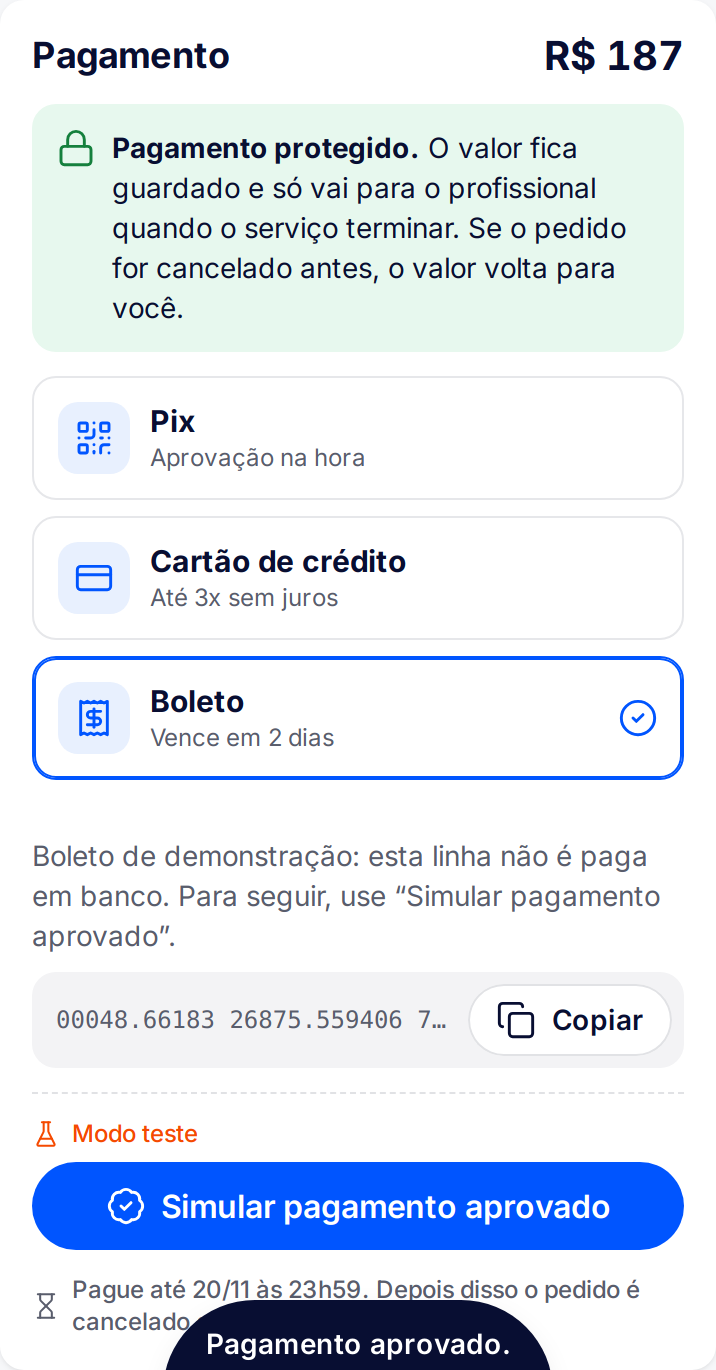 Pagamento
R$ 187
Pagamento protegido. O valor fica
guardado e só vai para o profissional
quando o serviço terminar. Se o pedido
for cancelado antes, o valor volta para
você.
Pix
Aprovação na hora
Cartão de crédito
Até 3x sem juros
Boleto
Vence em 2 dias
Boleto de demonstração: esta linha não é paga
em banco. Para seguir, use “Simular pagamento
aprovado”.
00048.66183 26875.559406 7…
Copiar
Modo teste
Simular pagamento aprovado
Pague até 20/11 às 23h59. Depois disso o pedido é
cancelado
Pagamento aprovado.